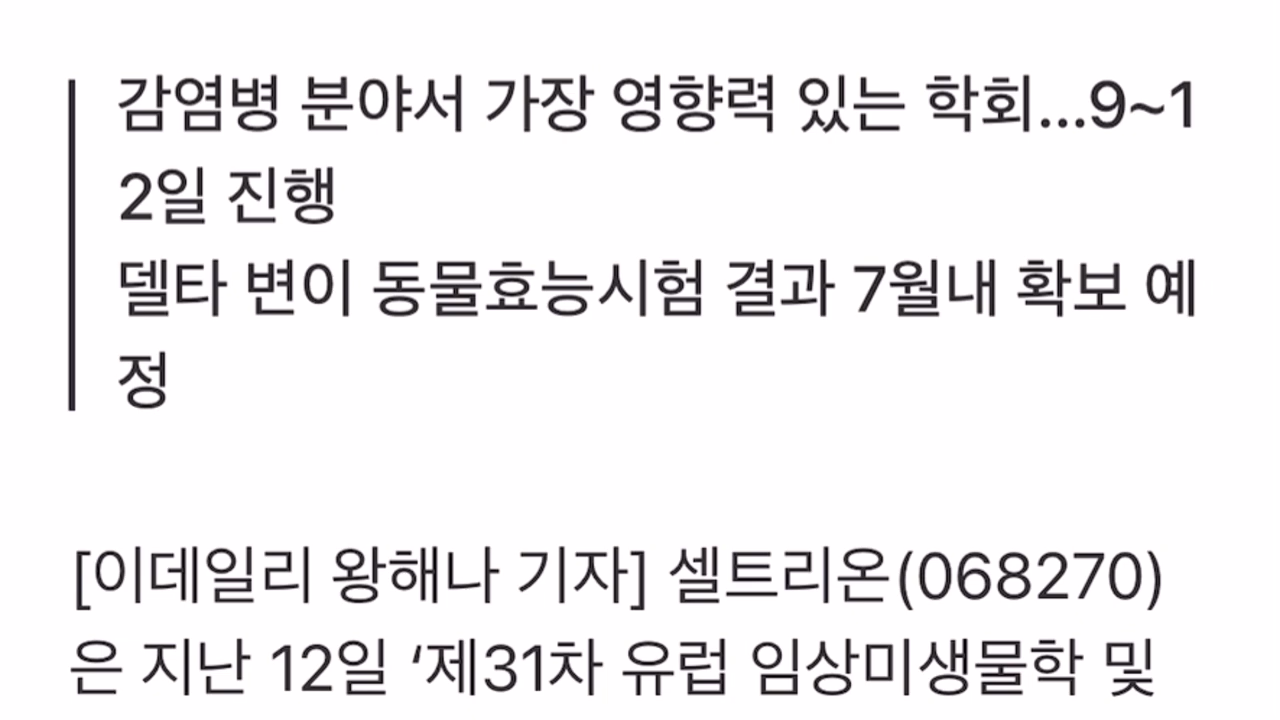 감염병 분야서 가장 영향력 있는 학회...9~1
2일 진행
델타 변이 동물효능시험 결과 7월내 확보 예
정
[이데일리 왕해나 기자] 셀트리온(068270)
은 지난 12일 ‘제31차 유럽 임상미생물학 및